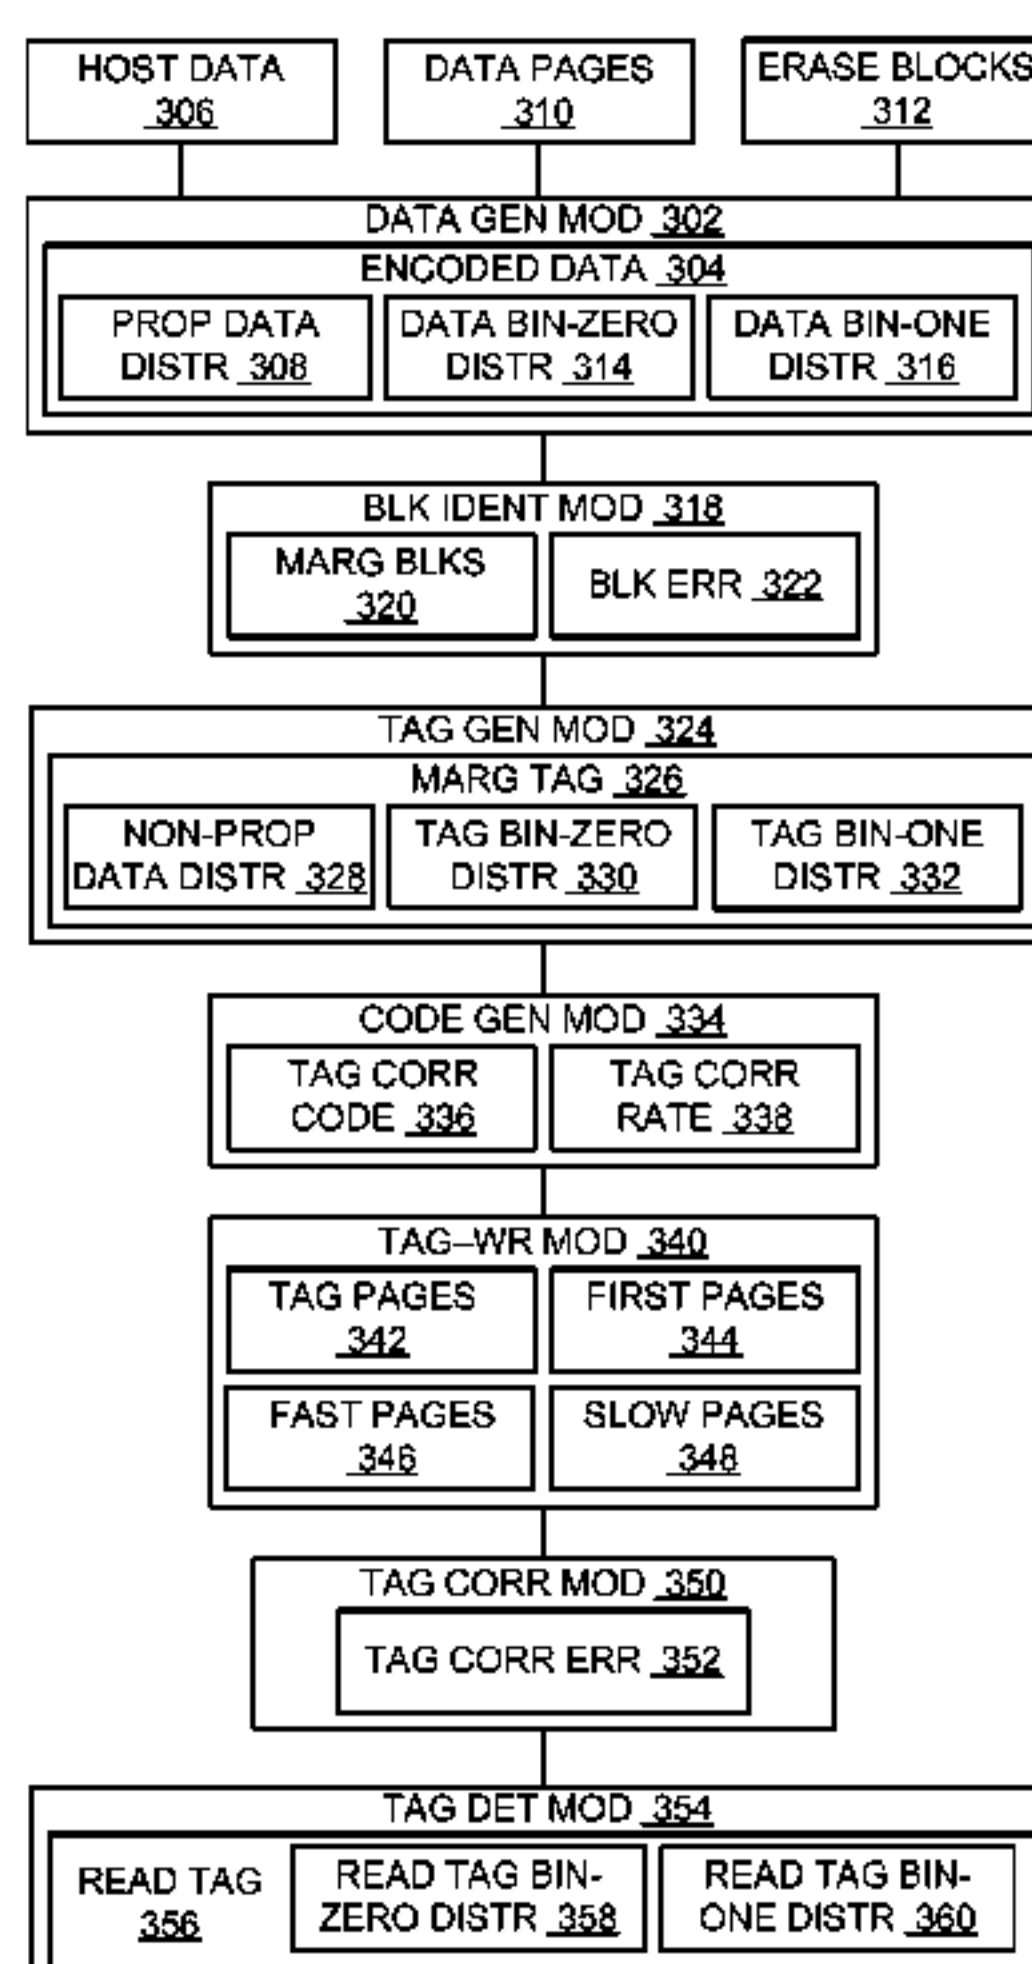 HOST DATA
306
DATA PAGES
310
ERASE BLOCKS
312
DATA GEN MOD 302
ENCODED DATA 304
PROP DATA
DISTR 308
DATA BIN-ZERO
DISTR 314
DATA BIN-ONE
DISTR 316
BLK IDENT MOD 318
MARG BLKS
320
BLK ERR 322
TAG GEN MOD 324
MARG TAG 326
NON-PROP
DATA DISTR 328
TAG BIN-ZERO
DISTR 330
TAG BIN-ONE
DISTR 332
CODE GEN MOD 334
TAG CORR
CODE 336
TAG CORR
RATE 338
TAG–WR MOD 340
TAG PAGES
342
FIRST PAGES
344
FAST PAGES
346
SLOW PAGES
348
TAG CORR MOD 350
TAG CORR ERR 352
TAG DET MOD 354
READ TAG
356
READ TAG BIN-
ZERO DISTR 358
READ TAG BIN-
ONE DISTR 360